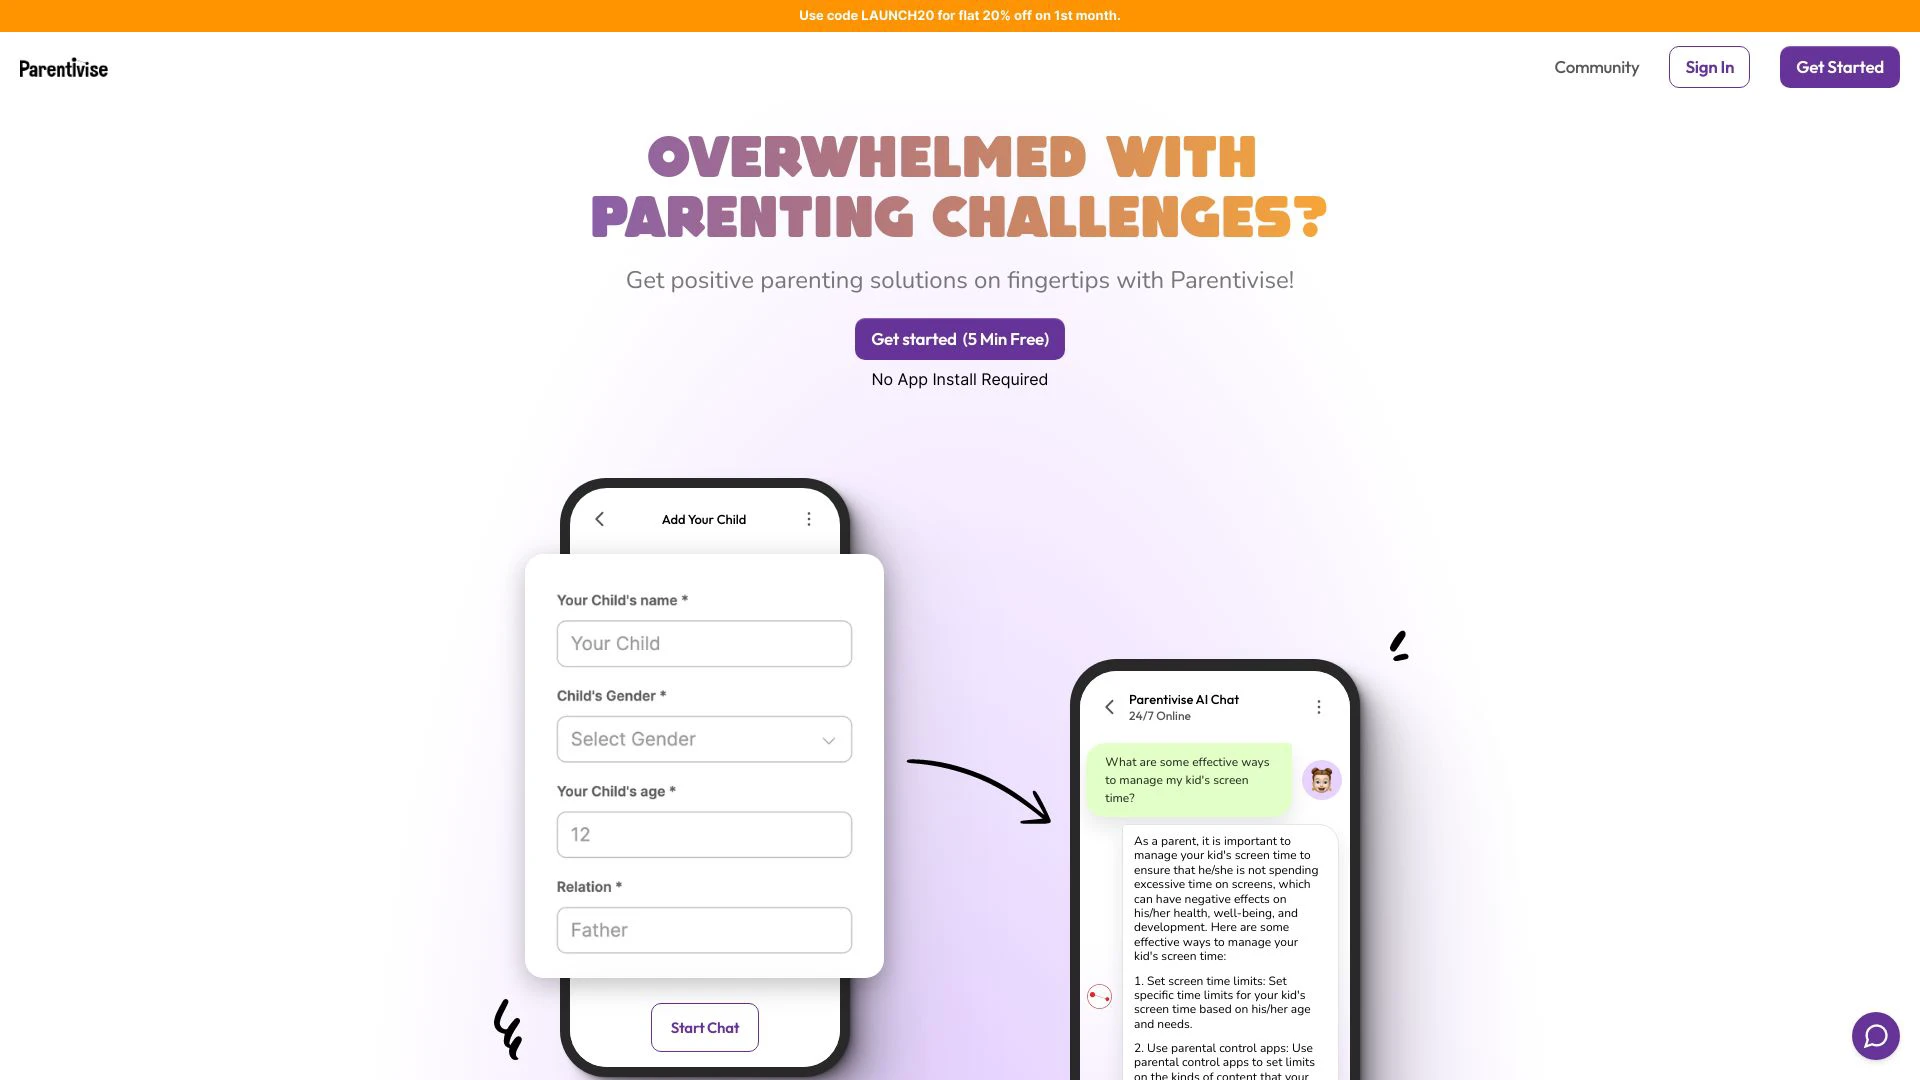 Use code LAUNCH20 for flat 20% off on 1st month.
Parentivise
Community
Sign In
Get Started
OVERWHELMED WITH
PARENTING CHALLENGES?
Get positive parenting solutions on fingertips with Parentivise!
Get started (5 Min Free)
No App Install Required
Add Your Child
Your Child's name *
Your Child
Child's Gender *
Select Gender
Your Child's age *
12
Relation *
Father
Start Chat
Parentivise AI Chat
24/7 Online
What are some effective ways
to manage my kid's screen
time?
As a parent, it is important to
manage your kid's screen time to
ensure that he/she is not spending
excessive time on screens, which
can have negative effects on
his/her health, well-being, and
development. Here are some
effective ways to manage your
kid's screen time:
1. Set screen time limits: Set
specific time limits for your kid's
screen time based on his/her age
and needs.
2. Use parental control apps: Use
parental control apps to set limits
on the kinds of content that your